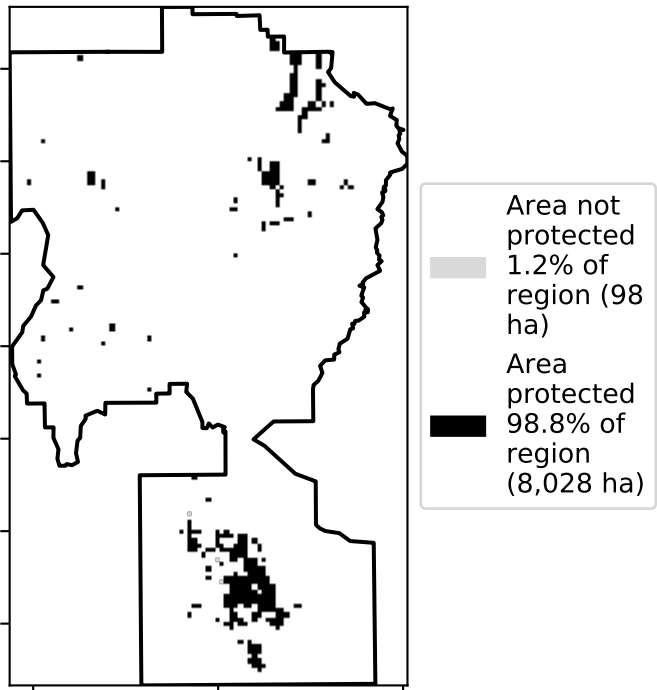 Area not
protected
1.2% of
region (98
ha)
Area
protected
98.8% of
region
(8,028 ha)